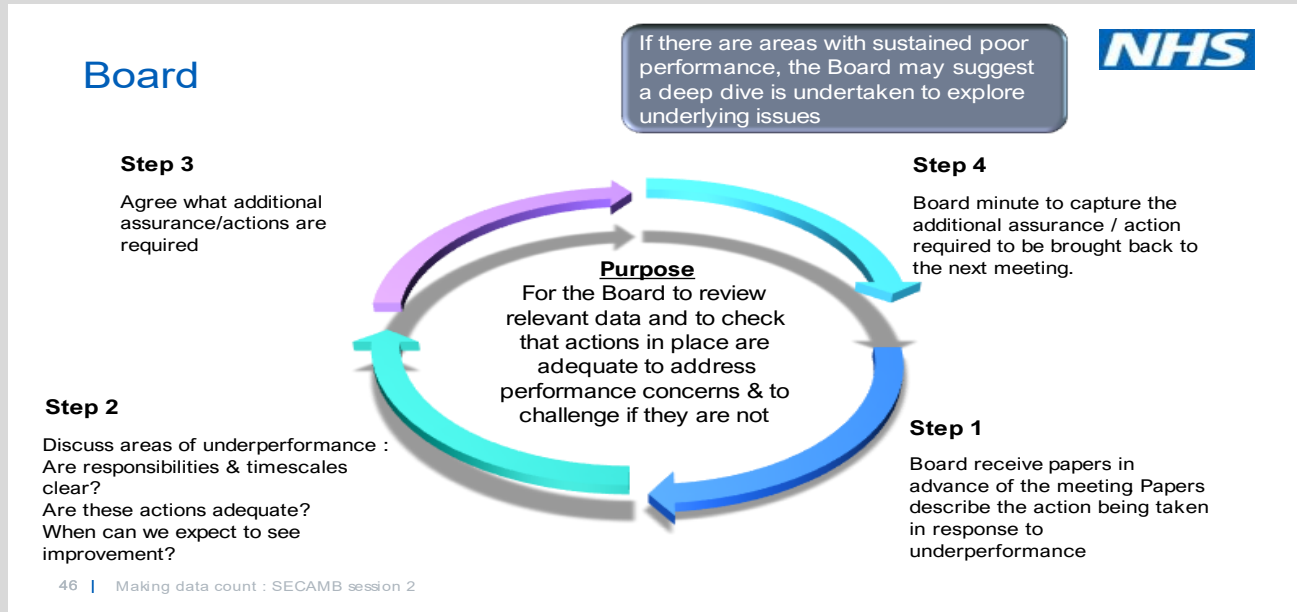 Board
If there are areas with sustained poor
performance, the Board may suggest
a deep dive is undertaken to explore
underlying issues
NHS
Step 3
Agree what additional
assurance/actions are
required
Step 4
Board minute to capture the
additional assurance / action
required to be brought back to
the next meeting.
Purpose
For the Board to review
relevant data and to check
that actions in place are
adequate to address
performance concerns & to
challenge if they are not
Step 2
Discuss areas of underperformance :
Are responsibilities & timescales
clear?
Are these actions adequate?
When can we expect to see
improvement?
Step 1
Board receive papers in
advance of the meeting Papers
describe the action being taken
in response to
underperformance
46 | Making data count : SECAMB session 2